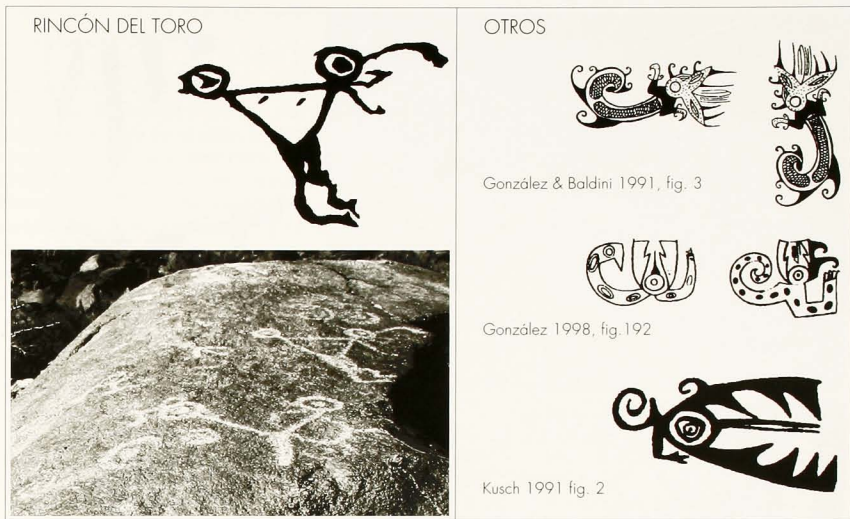 RINCÓN DEL TORO
OTROS
González & Baldini 1991, fig. 3
González 1998, fig.192
Kusch 1991 fig. 2